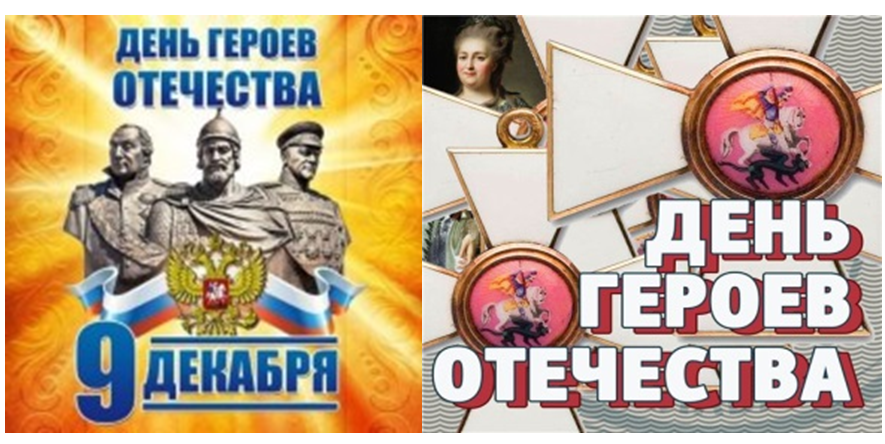 ДЕНЬ ГЕРОЕВ
ОТЕЧЕСТВА
9 ДЕКАБРЯ
ДЕНЬ
ГЕРОЕВ
ОТЕЧЕСТВА